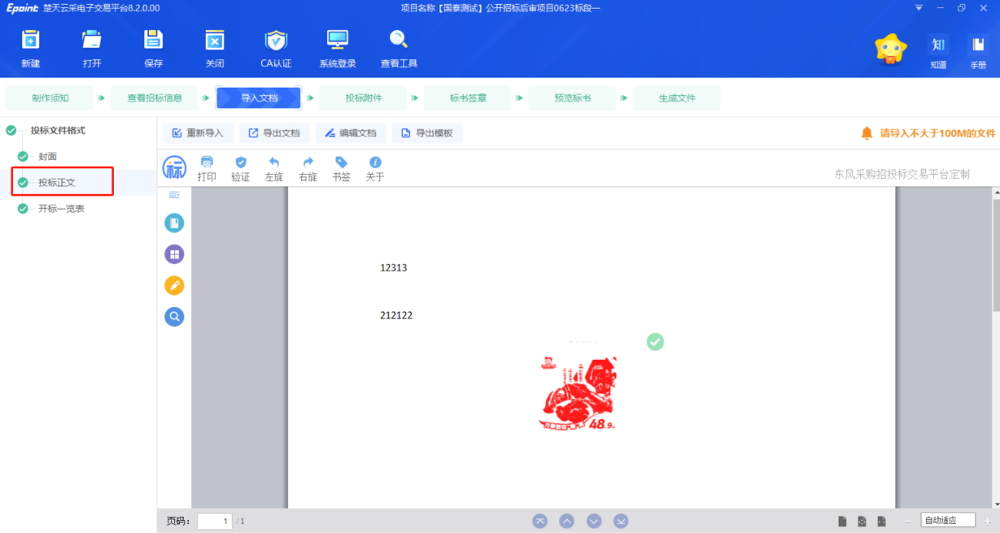 Epoint 楚天云采电子交易平台8.2.0.00
项目名称【国泰测试】公开招标后审项目0623标段一
新建 打开 保存 关闭 CA认证 系统登录 查看工具
知 知道 手册
制作须知 查看招标信息 导入文档 投标附件 标书签章 预览标书 生成文件
投标文件格式
封面
投标正文
开标一览表
重新导入 导出文档 编辑文档 导出模板
请导入不大于100M的文件
标 打印 验证 左旋 右旋 书签 关于
东风采购招投标交易平台定制
12313
212122
48.9
页码： 1 / 1
自动适应